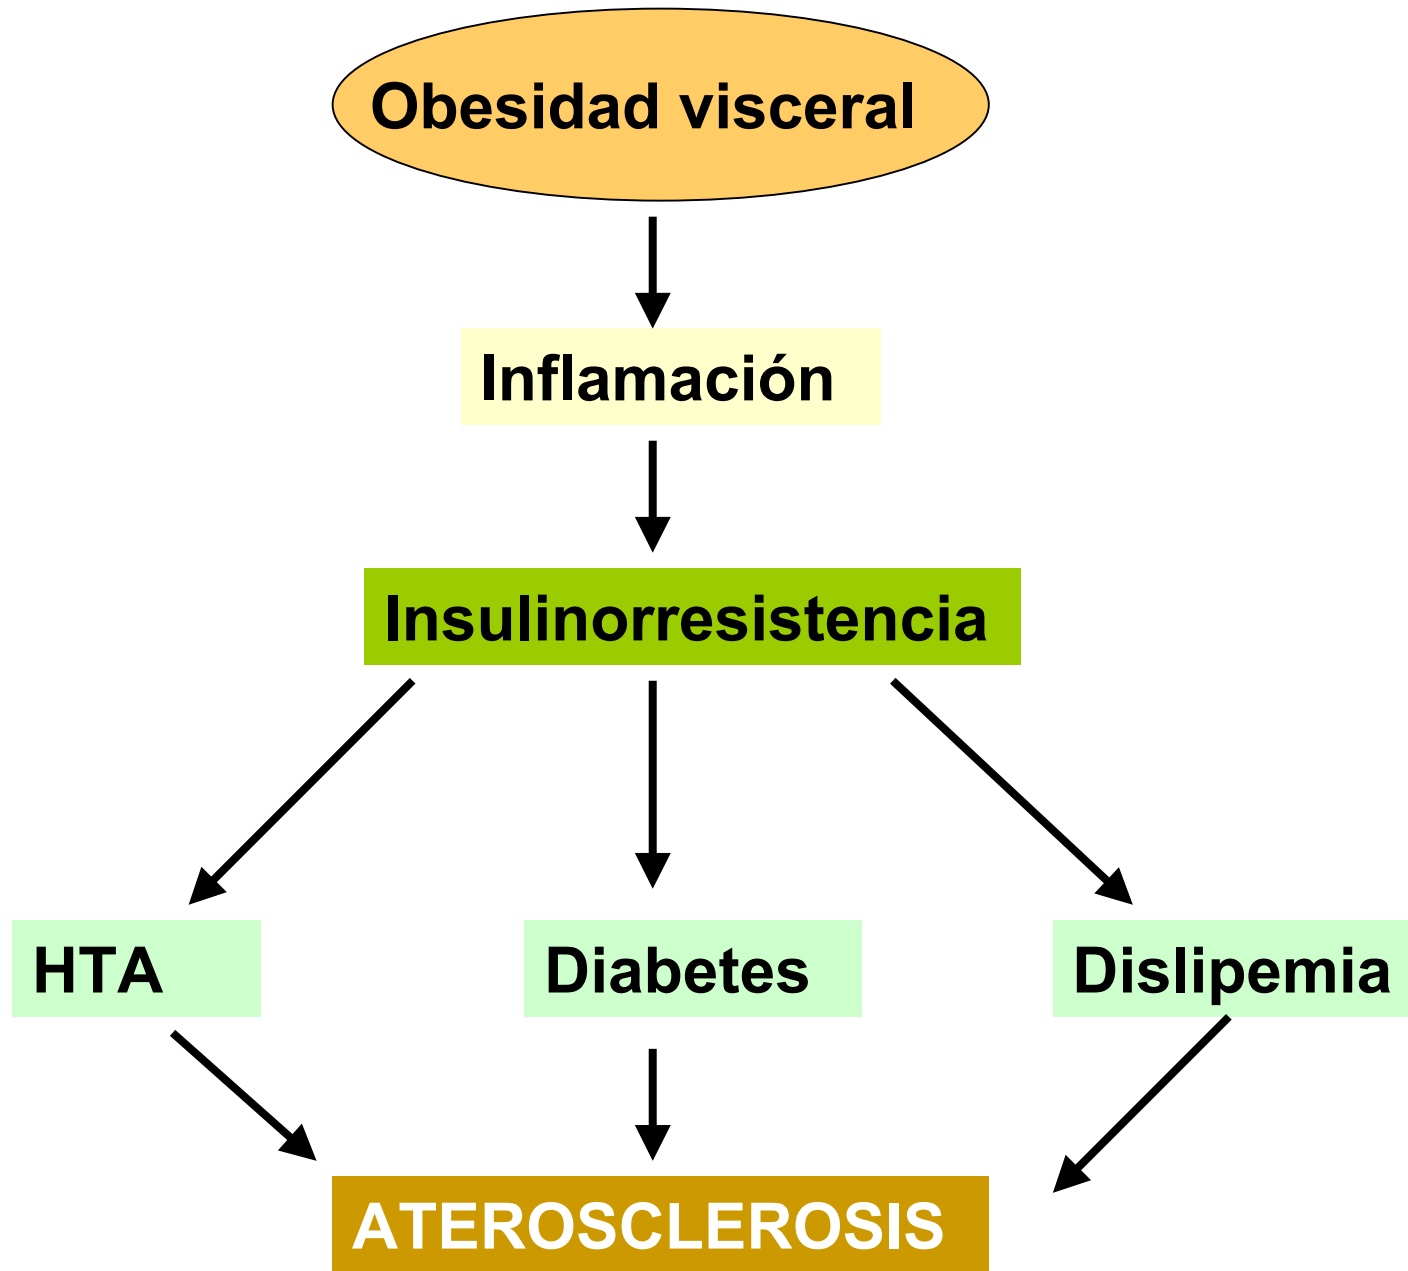 Obesidad visceral
Inflamación
Insulinorresistencia
HTA
Diabetes
Dislipemia
ATEROSCLEROSIS